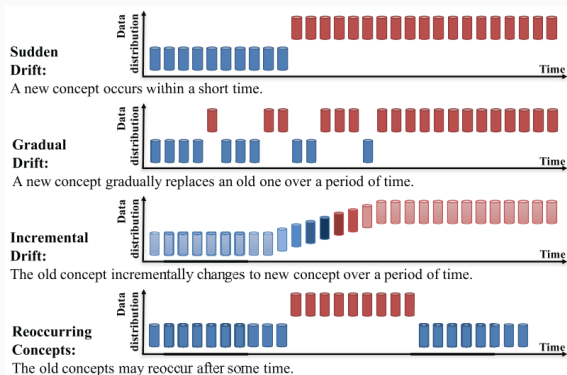 Data
distribution
Sudden
Drift:
Time
A new concept occurs within a short time.
Data
distribution
Gradual
Drift:
Time
A new concept gradually replaces an old one over a period of time.
Data
distribution
Incremental
Drift:
Time
The old concept incrementally changes to new concept over a period of time.
Data
distribution
Reoccurring
Concepts:
Time
The old concepts may reoccur after some time.